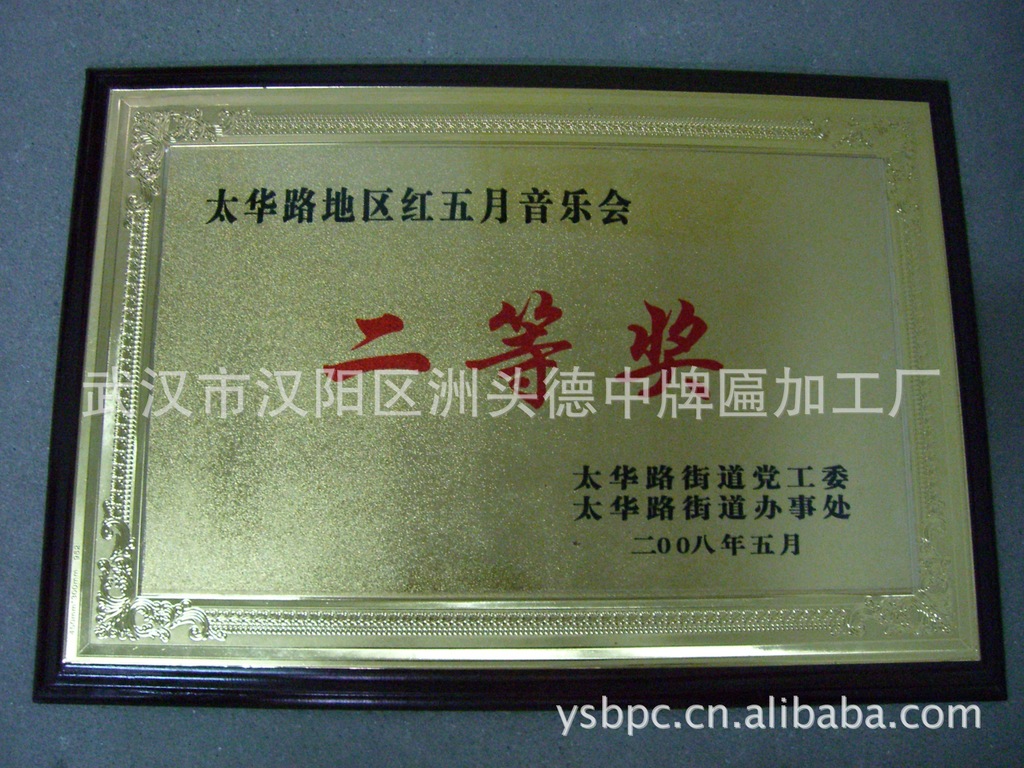 太华路地区红五月音乐会
二等奖
武汉市汉阳区洲头德中牌匾加工厂
太华路街道党工委
太华路街道办事处
二00八年五月
ysbpc.cn.alibaba.com